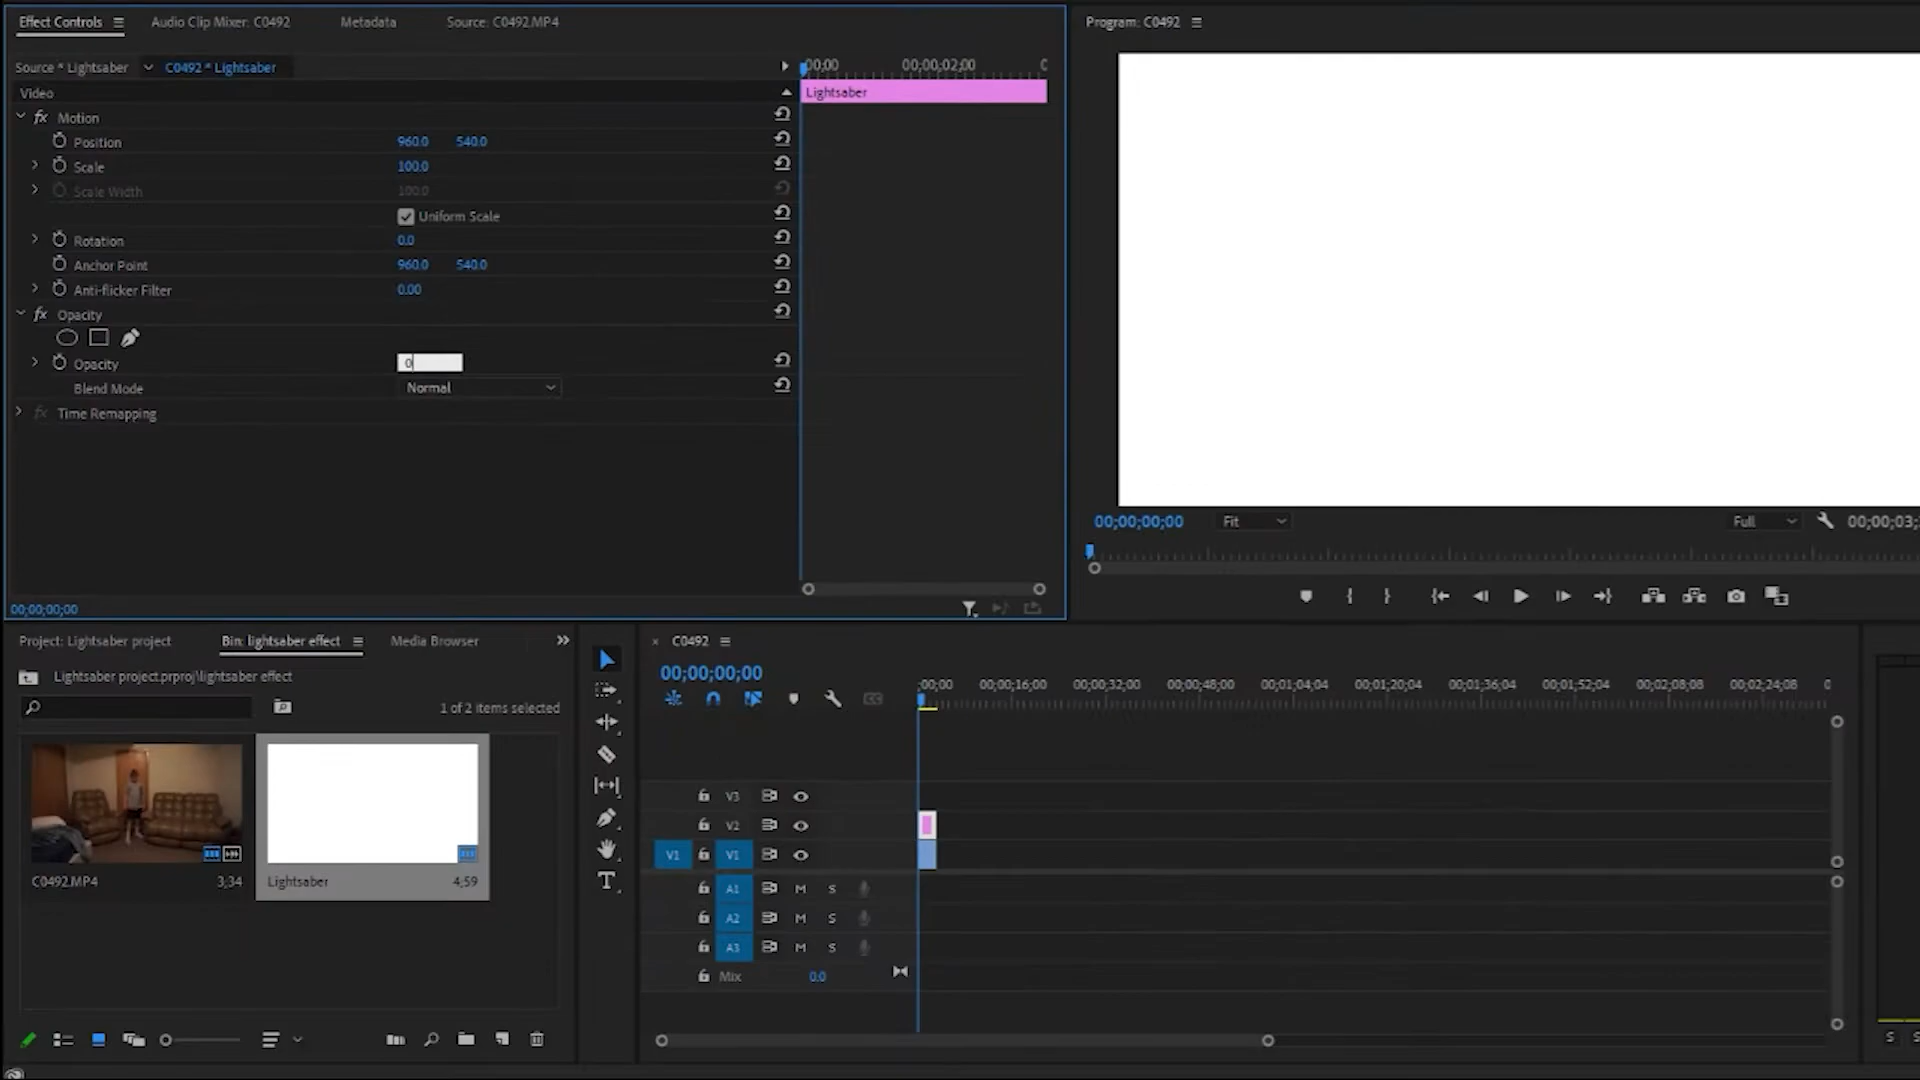 Effect Controls
Audio Clip Mixer: C0492
Metadata
Source: C0492.MP4
Source * Lightsaber
C0492 * Lightsaber
00;00
00;00;02;00
Video
Lightsaber
fx Motion
Position 960.0 540.0
Scale 100.0
Scale Width 100.0
Uniform Scale
Rotation 0.0
Anchor Point 960.0 540.0
Anti-flicker Filter 0.00
fx Opacity
Opacity 0
Blend Mode Normal
fx Time Remapping
00;00;00;00
Program: C0492
00;00;00;00 Fit Full 00;00;03;
Project: Lightsaber project
Bin: lightsaber effect
Media Browser
Lightsaber project.prproj\lightsaber effect
1 of 2 items selected
C0492.MP4 3;34
Lightsaber 4;59
C0492
00;00;00;00
;00;00 00;00;16;00 00;00;32;00 00;00;48;00 00;01;04;04 00;01;20;04 00;01;36;04 00;01;52;04 00;02;08;08 00;02;24;08 0
V3
V2
V1 V1
A1 M S
A2 M S
A3 M S
Mix 0.0
S S